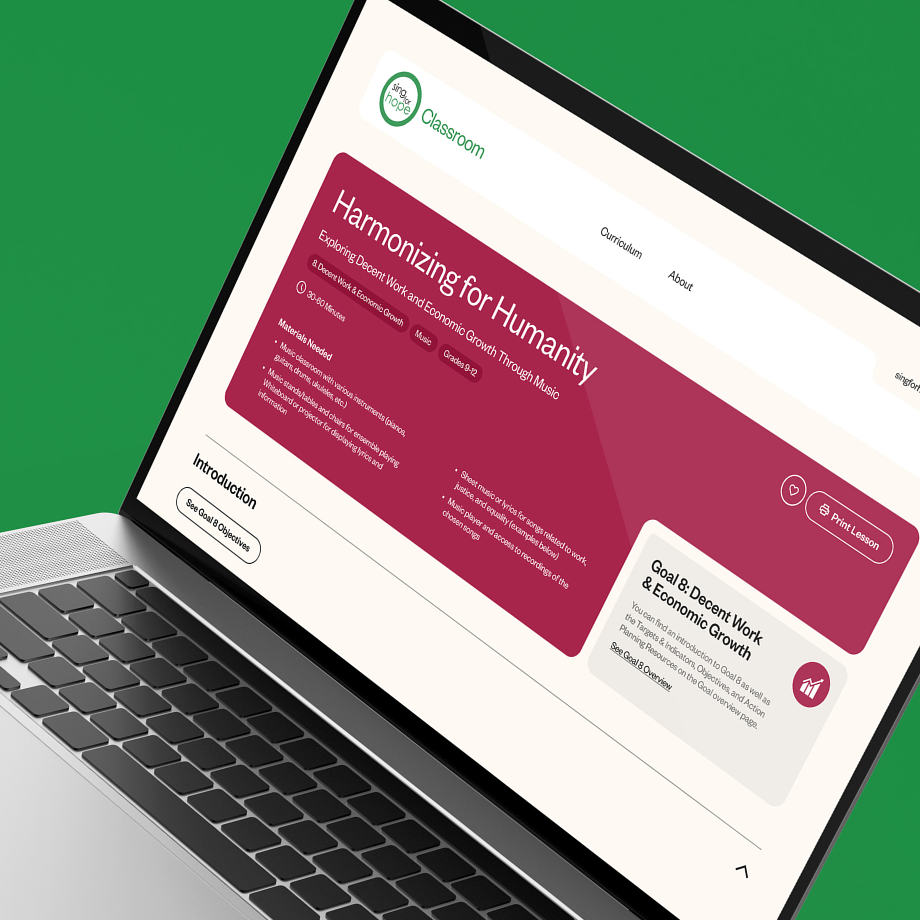 sing
for
hope
Classroom
Curriculum
About
Harmonizing for Humanity
Exploring Decent Work and Economic Growth Through Music
8. Decent Work & Economic Growth
Music
Grades 9-12
30-60 Minutes
Materials Needed
• Music classroom with various instruments (pianos,
guitars, drums, ukuleles, etc.)
• Music stands/tables and chairs for ensemble playing
Whiteboard or projector for displaying lyrics and
information
• Sheet music or lyrics for songs related to work,
justice, and equality (examples below)
• Music player and access to recordings of the
chosen songs
Print Lesson
Goal 8: Decent Work
& Economic Growth
You can find an introduction to Goal 8 as well as
the Targets & Indicators, Objectives, and Action
Planning Resources on the Goal overview page.
See Goal 8 Overview
Introduction
See Goal 8 Objectives